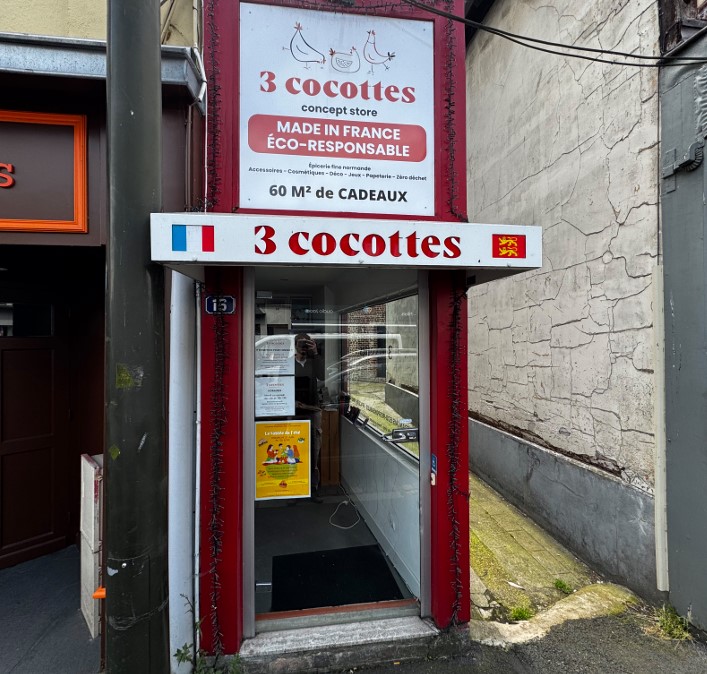 3 cocottes
concept store
MADE IN FRANCE
ÉCO-RESPONSABLE
Épicerie fine normande
Accessoires - Cosmétiques - Déco - Jeux - Papeterie - Zéro déchet
60 M² de CADEAUX
3 cocottes
15
s